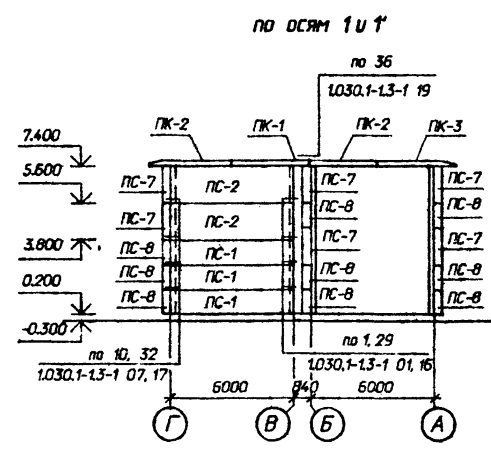 по осям 1 и 1'
по 36
1.030.1-1.3-1 19
ПК-2 ПК-1 ПК-2 ПК-3
7.400
5.600
3.800
0.200
-0.300
ПС-7 ПС-2 ПС-7 ПС-7
ПС-8 ПС-8
ПС-7 ПС-2 ПС-7 ПС-7
ПС-8 ПС-1
ПС-8 ПС-1 ПС-8 ПС-8
ПС-8 ПС-1 ПС-8 ПС-8
по 10, 32
1.030.1-1.3-1 07, 17
по 1, 29
1.030.1-1.3-1 01, 16
6000 840 6000
Г В Б А